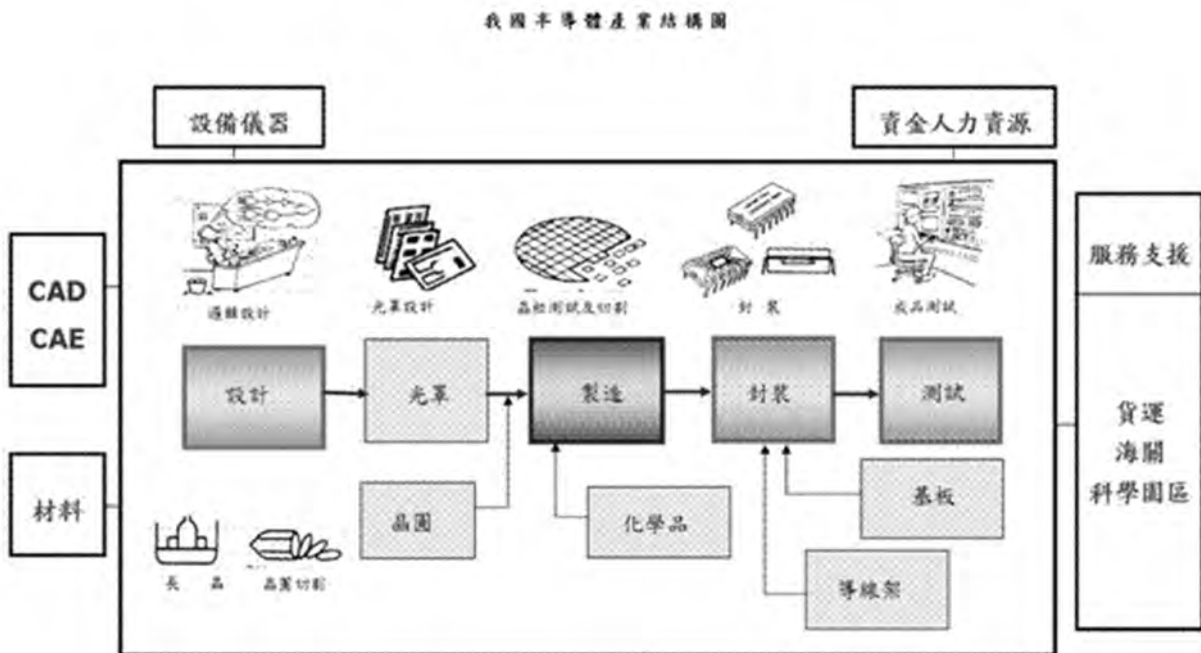 我國半導體產業結構圖
設備儀器
資金人力資源
CAD
CAE
材料
服務支援
貨運
海關
科學園區
邏輯設計
光罩設計
晶粒測試及切割
封 裝
成品測試
設計
光罩
製造
封裝
測試
晶圓
化學品
基板
導線架
長 晶
晶圓切割